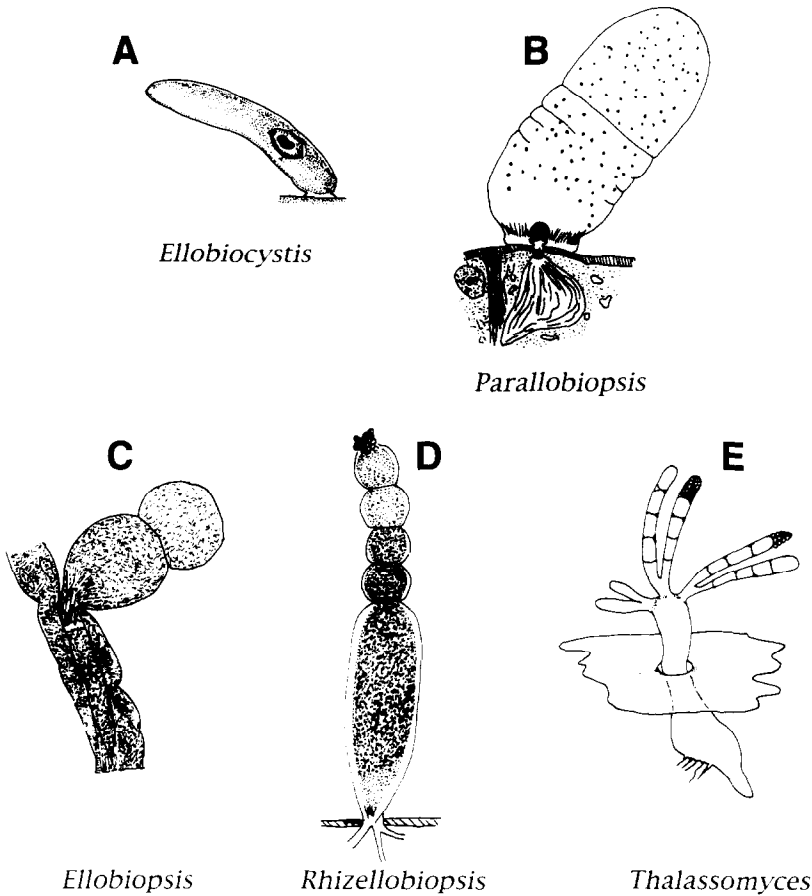 A
B
Ellobiocystis
Parallobiopsis
C
D
E
Ellobiopsis
Rhizellobiopsis
Thalassomyces